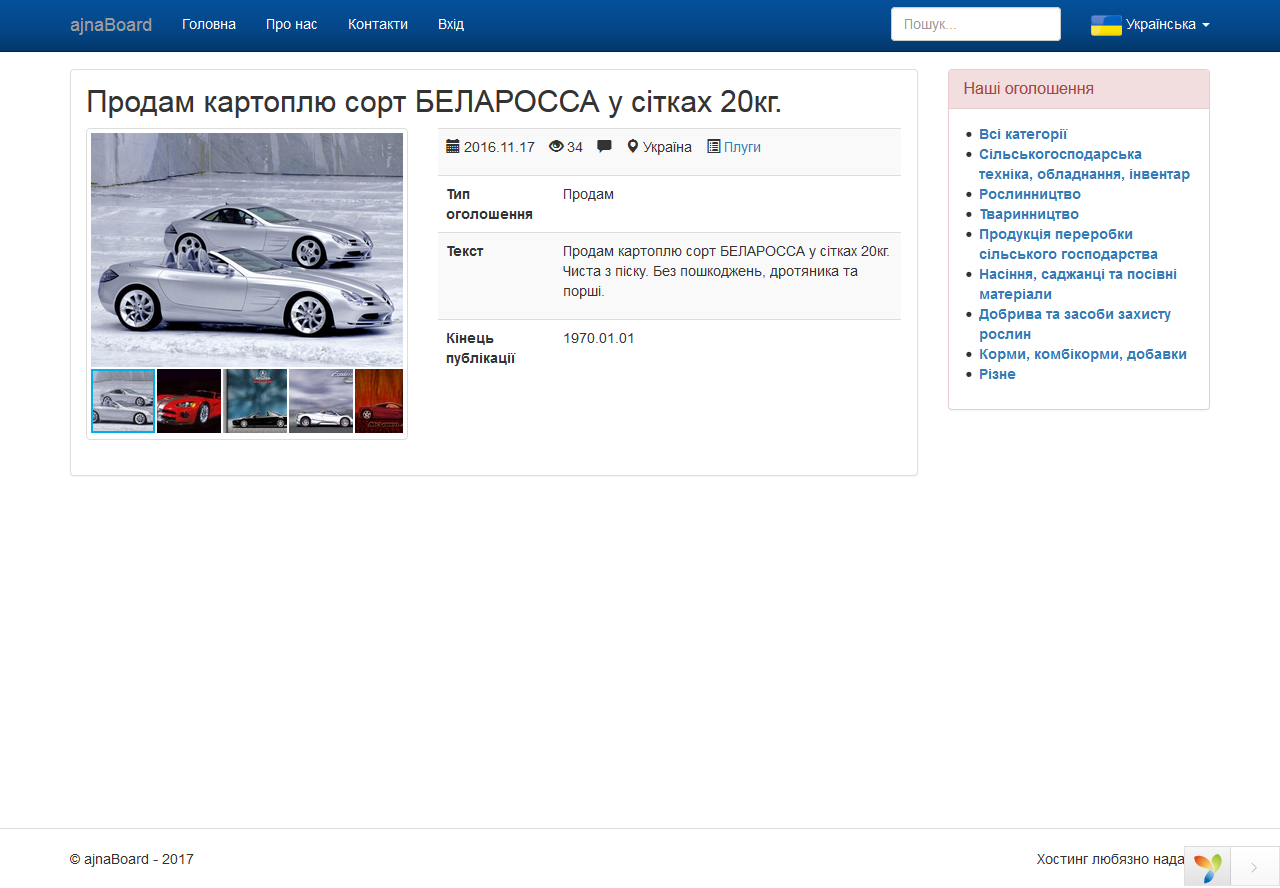 ajnaBoard Головна Про нас Контакти Вхід Пошук... Українська
Продам картоплю сорт БЕЛАРОССА у сітках 20кг.
2016.11.17 34 Україна Плуги
Тип оголошення Продам
Текст Продам картоплю сорт БЕЛАРОССА у сітках 20кг.
Чиста з піску. Без пошкоджень, дротяника та
порші.
Кінець публікації 1970.01.01
Наші оголошення
Всі категорії
Сільськогосподарська
техніка, обладнання, інвентар
Рослинництво
Тваринництво
Продукція переробки
сільського господарства
Насіння, саджанці та посівні
матеріали
Добрива та засоби захисту
рослин
Корми, комбікорми, добавки
Різне
© ajnaBoard - 2017 Хостинг любязно нада